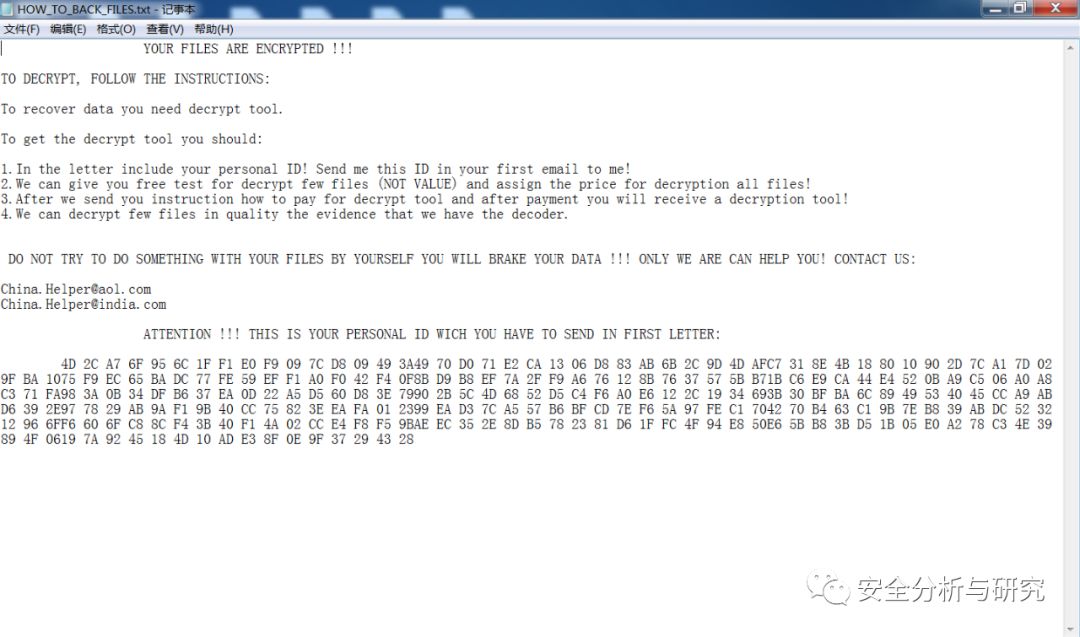 HOW_TO_BACK_FILES.txt - 记事本
文件(F) 编辑(E) 格式(O) 查看(V) 帮助(H)
YOUR FILES ARE ENCRYPTED !!!
TO DECRYPT, FOLLOW THE INSTRUCTIONS:
To recover data you need decrypt tool.
To get the decrypt tool you should:
1.In the letter include your personal ID! Send me this ID in your first email to me!
2.We can give you free test for decrypt few files (NOT VALUE) and assign the price for decryption all files!
3.After we send you instruction how to pay for decrypt tool and after payment you will receive a decryption tool!
4.We can decrypt few files in quality the evidence that we have the decoder.
DO NOT TRY TO DO SOMETHING WITH YOUR FILES BY YOURSELF YOU WILL BRAKE YOUR DATA !!! ONLY WE ARE CAN HELP YOU! CONTACT US:
China.Helper@aol.com
China.Helper@india.com
ATTENTION !!! THIS IS YOUR PERSONAL ID WICH YOU HAVE TO SEND IN FIRST LETTER:
4D 2C A7 6F 95 6C 1F F1 E0 F9 09 7C D8 09 49 3A49 70 D0 71 E2 CA 13 06 D8 83 AB 6B 2C 9D 4D AFC7 31 8E 4B 18 80 10 90 2D 7C A1 7D 02
9F BA 1075 F9 EC 65 BA DC 77 FE 59 EF F1 A0 F0 42 F4 0F8B D9 B8 EF 7A 2F F9 A6 76 12 8B 76 37 57 5B B71B C6 E9 CA 44 E4 52 0B A9 C5 06 A0 A8
C3 71 FA98 3A 0B 34 DF B6 37 EA 0D 22 A5 D5 60 D8 3E 7990 2B 5C 4D 68 52 D5 C4 F6 A0 E6 12 2C 19 34 693B 30 BF BA 6C 89 49 53 40 45 CC A9 AB
D6 39 2E97 78 29 AB 9A F1 9B 40 CC 75 82 3E EA FA 01 2399 EA D3 7C A5 57 B6 BF CD 7E F6 5A 97 FE C1 7042 70 B4 63 C1 9B 7E B8 39 AB DC 52 32
12 96 6FF6 60 6F C8 8C F4 3B 40 F1 4A 02 CC E4 F8 F5 9BAE EC 35 2E 8D B5 78 23 81 D6 1F FC 4F 94 E8 50E6 5B B8 3B D5 1B 05 E0 A2 78 C3 4E 39
89 4F 0619 7A 92 45 18 4D 10 AD E3 8F 0E 9F 37 29 43 28
安全分析与研究